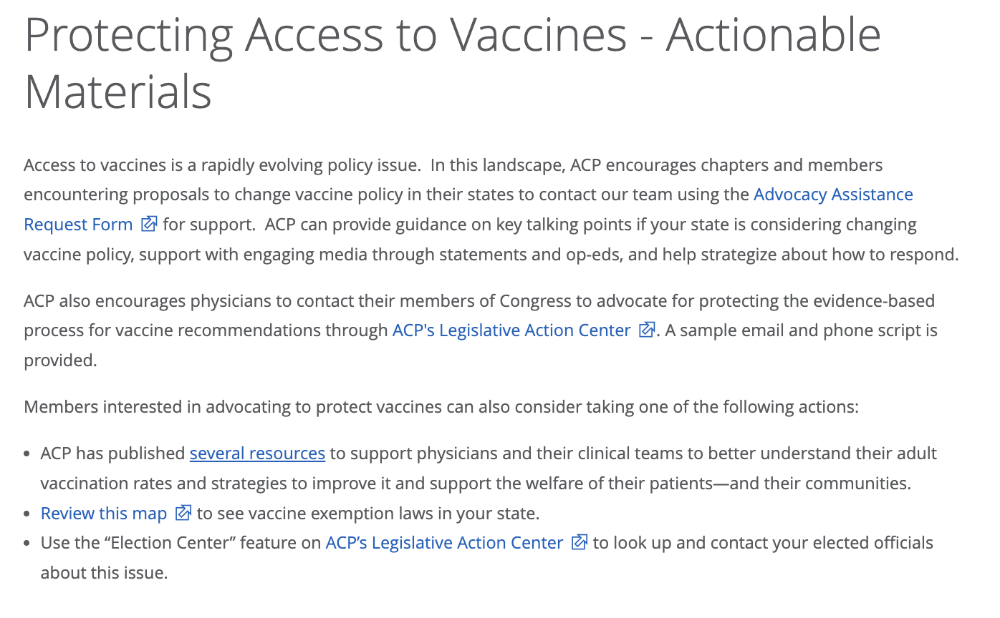 Protecting Access to Vaccines - Actionable
Materials
Access to vaccines is a rapidly evolving policy issue.  In this landscape, ACP encourages chapters and members
encountering proposals to change vaccine policy in their states to contact our team using the Advocacy Assistance
Request Form for support.  ACP can provide guidance on key talking points if your state is considering changing
vaccine policy, support with engaging media through statements and op-eds, and help strategize about how to respond.
ACP also encourages physicians to contact their members of Congress to advocate for protecting the evidence-based
process for vaccine recommendations through ACP's Legislative Action Center. A sample email and phone script is
provided.
Members interested in advocating to protect vaccines can also consider taking one of the following actions:
• ACP has published several resources to support physicians and their clinical teams to better understand their adult
vaccination rates and strategies to improve it and support the welfare of their patients—and their communities.
• Review this map to see vaccine exemption laws in your state.
• Use the “Election Center” feature on ACP’s Legislative Action Center to look up and contact your elected officials
about this issue.